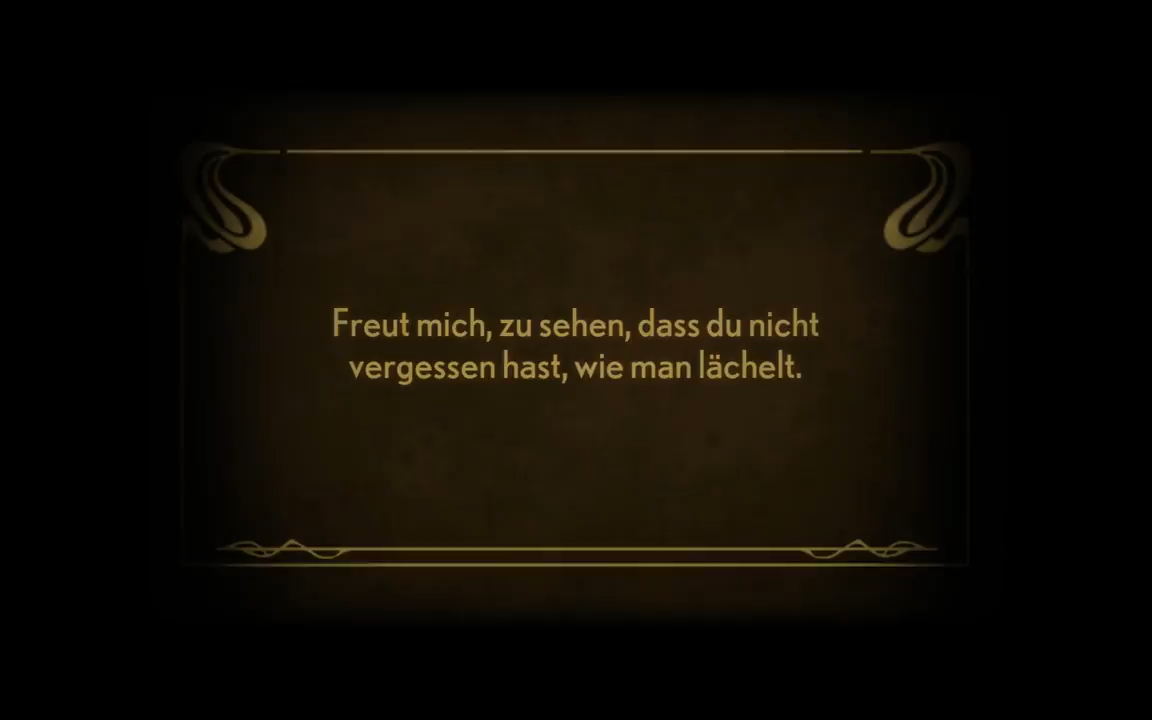 Freut mich, zu sehen, dass du nicht
vergessen hast, wie man lächelt.